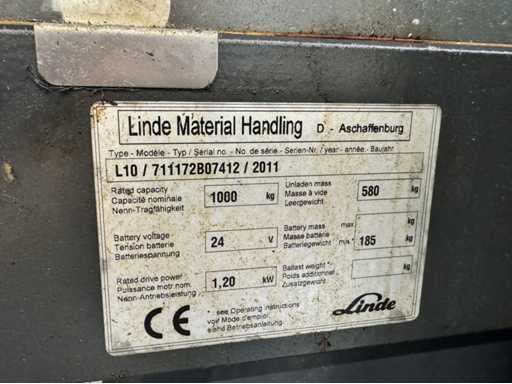 Linde Material Handling D - Aschaffenburg
Type - Modèle - Typ / Serial no. - No. de série - Serien-Nr. / year - année - Baujahr
L10 / 711172B07412 / 2011
Rated capacity
Capacité nominale
Nenn-Tragfähigkeit
1000 kg
Unladen mass
Masse à vide
Leergewicht
580 kg
Battery voltage
Tension batterie
Batteriespannung
24 V
Battery mass max
Masse batterie
Batteriegewicht min.*
kg
185 kg
Rated drive power
Puissance motr.nom.
Nenn-Antriebsleistung
1,20 kW
Ballast weight *
Poids additionnel
Zusatzgewicht
kg
CE
* see Operating instructions
voir Mode d'emploi
siehe Betriebsanleitung
Linde